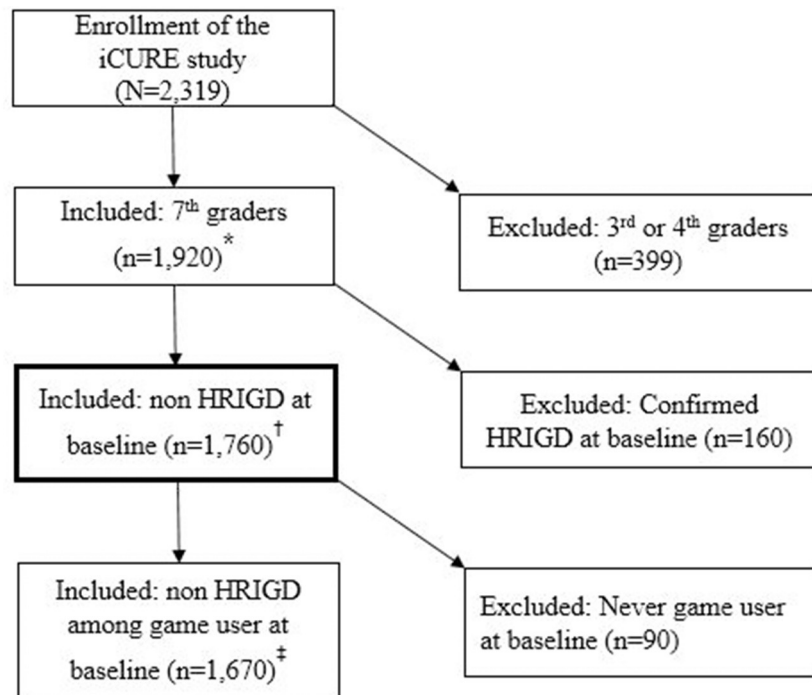 Enrollment of the
iCURE study
(N=2,319)
Included: 7th graders
(n=1,920)*
Excluded: 3rd or 4th graders
(n=399)
Included: non HRIGD at
baseline (n=1,760)†
Excluded: Confirmed
HRIGD at baseline (n=160)
Included: non HRIGD
among game user at
baseline (n=1,670)‡
Excluded: Never game user
at baseline (n=90)